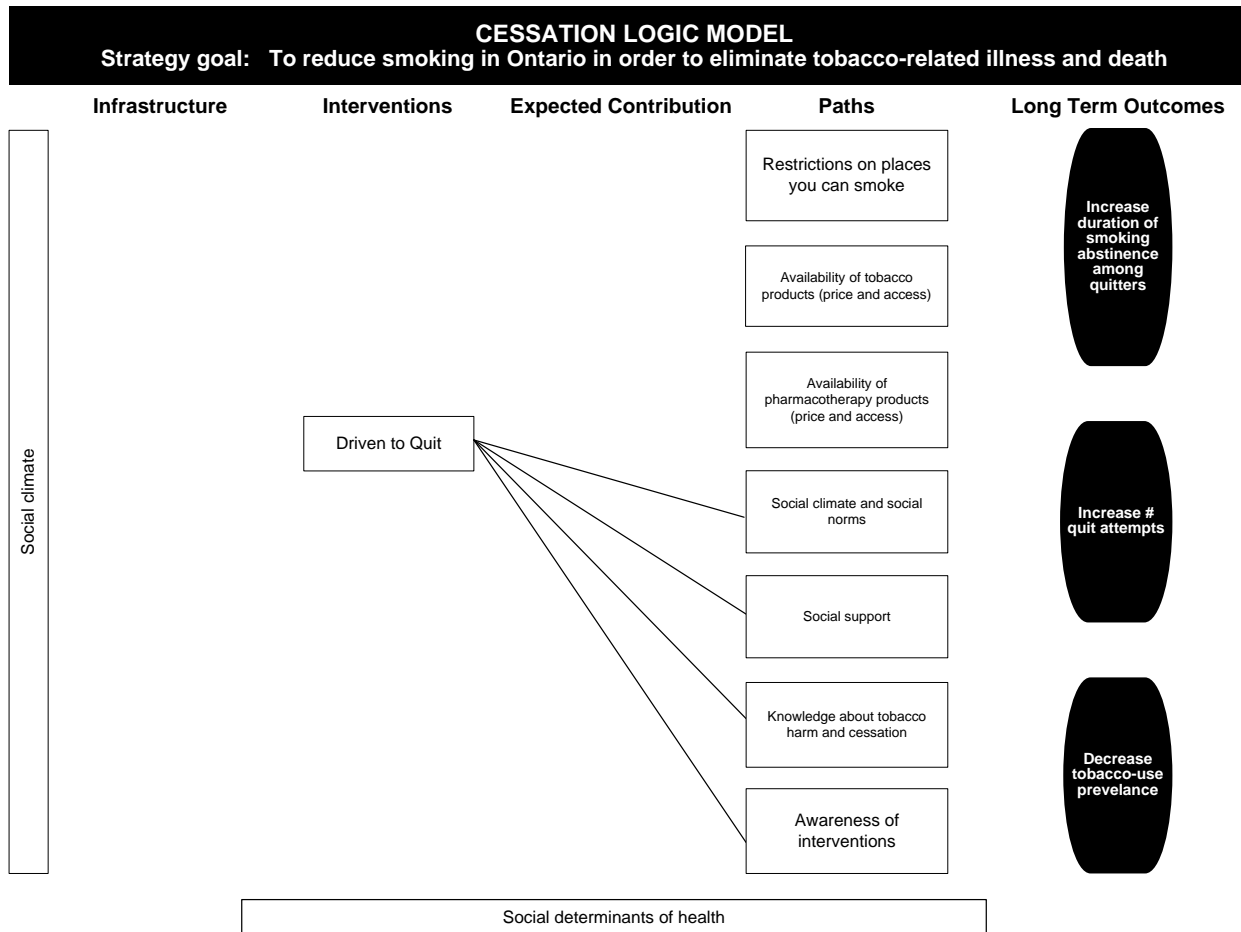 CESSATION LOGIC MODEL
Strategy goal: To reduce smoking in Ontario in order to eliminate tobacco-related illness and death
Infrastructure
Interventions
Expected Contribution
Paths
Long Term Outcomes
Social climate
Driven to Quit
Restrictions on places
you can smoke
Availability of tobacco
products (price and access)
Availability of
pharmacotherapy products
(price and access)
Social climate and social
norms
Social support
Knowledge about tobacco
harm and cessation
Awareness of
interventions
Increase
duration of
smoking
abstinence
among
quitters
Increase #
quit attempts
Decrease
tobacco-use
prevelance
Social determinants of health